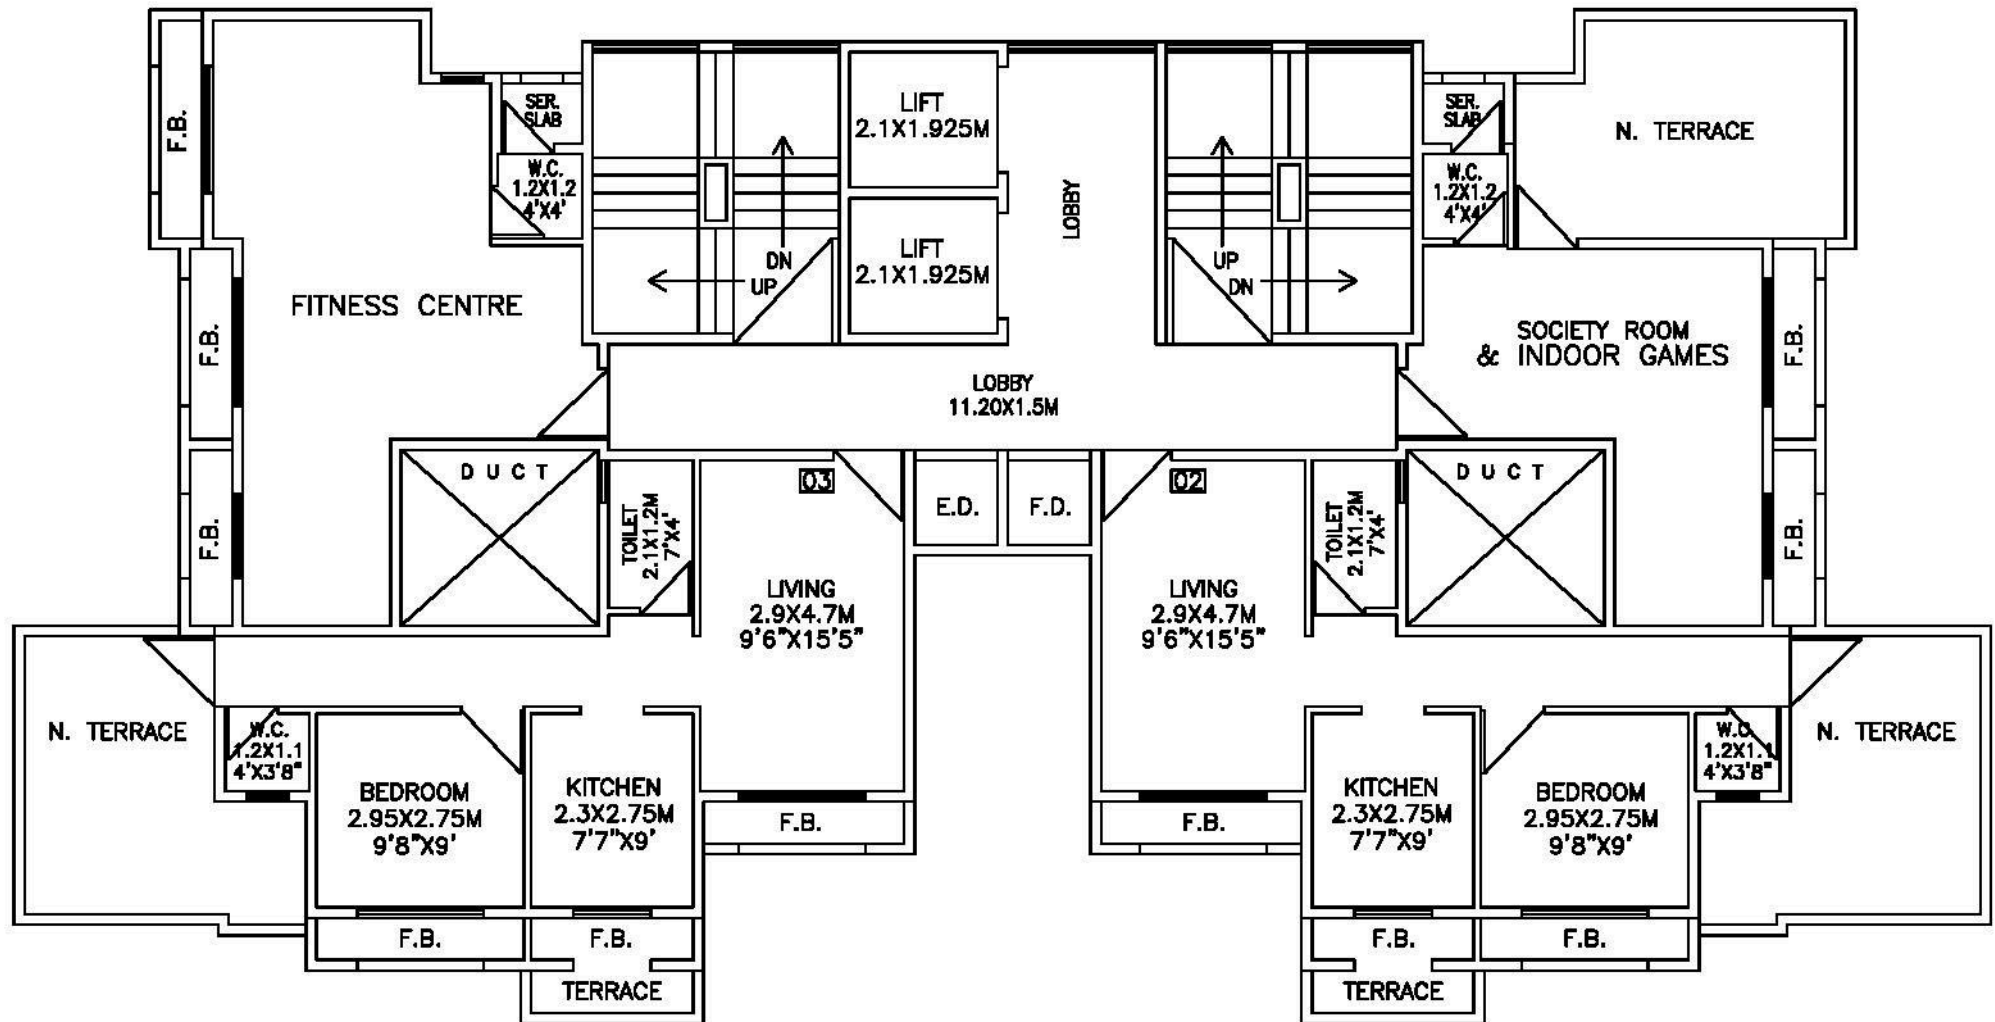 F.B.
SER.
SLAB
W.C.
1.2X1.2
4'X4'
LIFT
2.1X1.925M
LIFT
2.1X1.925M
LOBBY
SER.
SLAB
W.C.
1.2X1.2
4'X4'
N. TERRACE
DN
UP
UP
DN
FITNESS CENTRE
F.B.
SOCIETY ROOM
& INDOOR GAMES
F.B.
LOBBY
11.20X1.5M
F.B.
DUCT
TOILET
2.1X1.2M
7'X4'
03
E.D.
F.D.
02
TOILET
2.1X1.2M
7'X4'
DUCT
F.B.
LIVING
2.9X4.7M
9'6"X15'5"
LIVING
2.9X4.7M
9'6"X15'5"
N. TERRACE
W.C.
1.2X1.1
4'X3'8"
BEDROOM
2.95X2.75M
9'8"X9'
KITCHEN
2.3X2.75M
7'7"X9'
F.B.
F.B.
KITCHEN
2.3X2.75M
7'7"X9'
BEDROOM
2.95X2.75M
9'8"X9'
W.C.
1.2X1.1
4'X3'8"
N. TERRACE
F.B.
F.B.
F.B.
F.B.
TERRACE
TERRACE